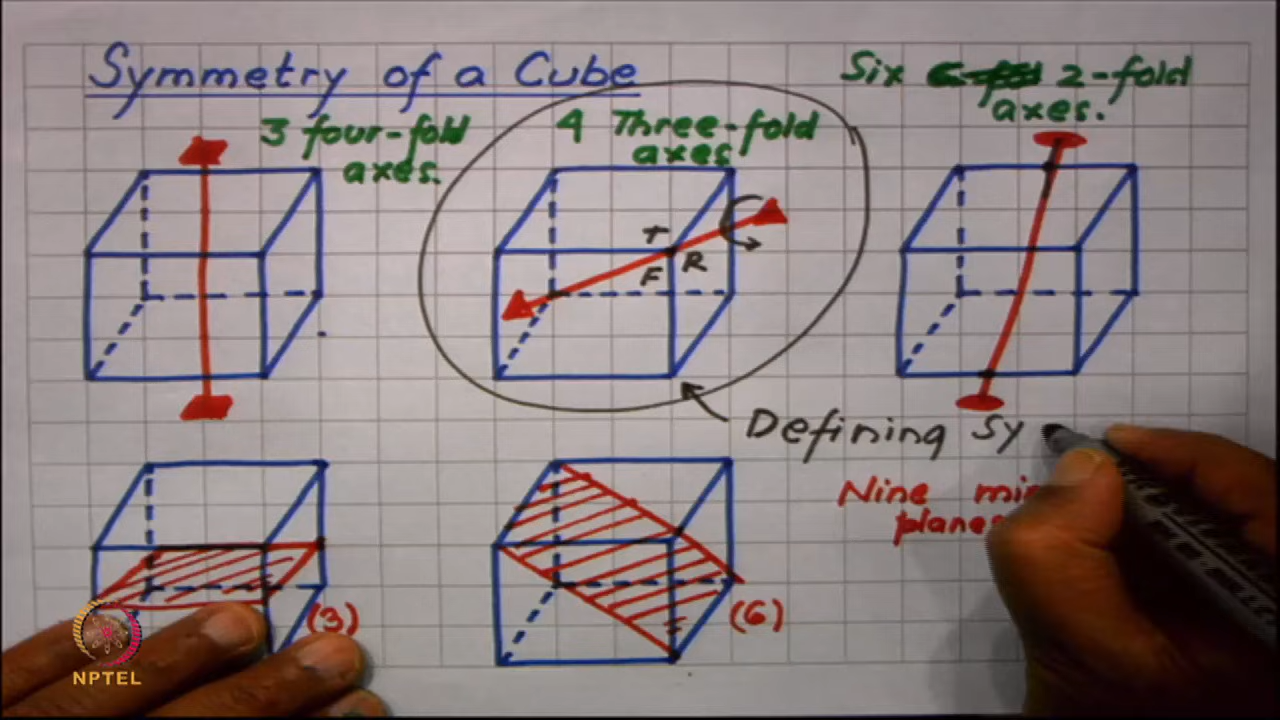 Symmetry of a Cube
3 four-fold
axes.
4 Three-fold
axes
Six 2-fold
axes.
T
F R
Defining Sy
Nine
planes
(3)
(6)
NPTEL